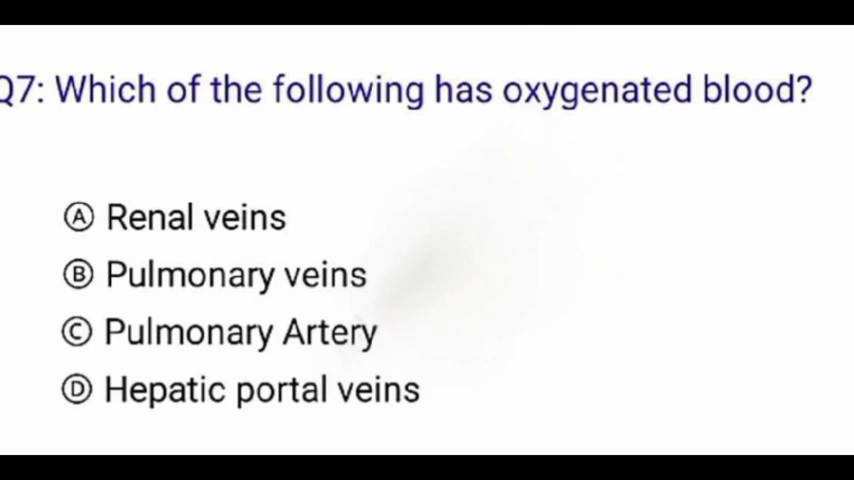 Q7: Which of the following has oxygenated blood?
Ⓐ Renal veins
Ⓑ Pulmonary veins
Ⓒ Pulmonary Artery
Ⓓ Hepatic portal veins